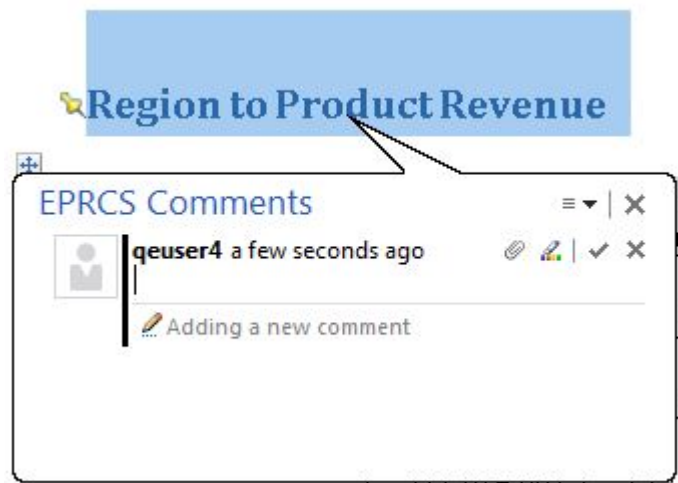 Region to Product Revenue
EPRCS Comments
qeuser4 a few seconds ago
Adding a new comment